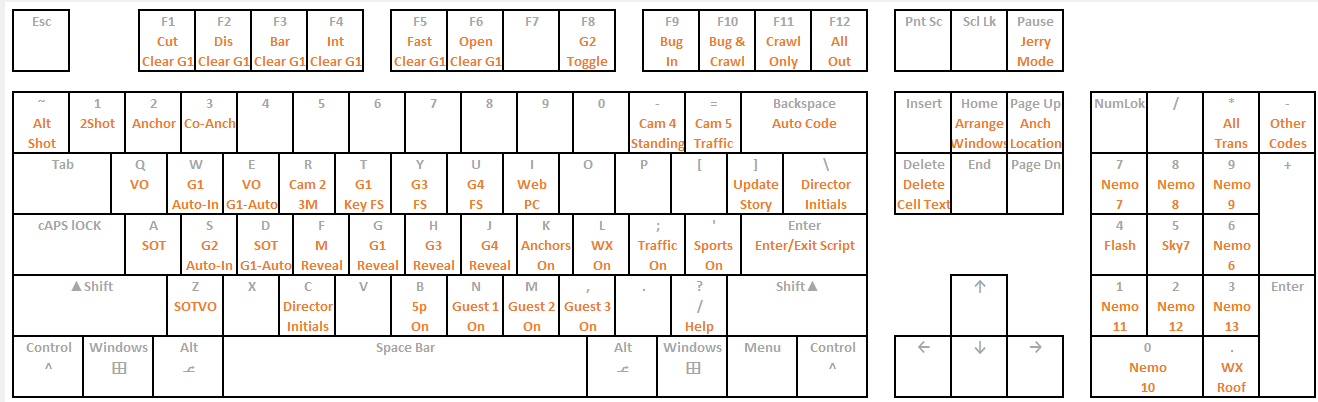 Esc F1 F2 F3 F4 F5 F6 F7 F8 F9 F10 F11 F12 Pnt Sc Scl Lk Pause
Cut Dis Bar Int Fast Open G2 Bug Bug & Crawl All Jerry
Clear G1 Clear G1 Clear G1 Clear G1 Clear G1 Clear G1 Toggle In Crawl Only Out Mode
~ 1 2 3 4 5 6 7 8 9 0 - = Backspace Insert Home Page Up NumLok / * -
Alt 2Shot Anchor Co-Anch Cam 4 Cam 5 Auto Code Arrange Anch All Other
Shot Standing Traffic Windows Location Trans Codes
Tab Q W E R T Y U I O P [ ] \ Delete End Page Dn 7 8 9 +
VO G1 VO Cam 2 G1 G3 G4 Web Update Director Delete Nemo Nemo Nemo
Auto-In G1-Auto 3M Key FS FS FS PC Story Initials Cell Text 7 8 9
cAPS lOCK A S D F G H J K L ; ' Enter 4 5 6
SOT G2 SOT M G1 G3 G4 Anchors WX Traffic Sports Enter/Exit Script Flash Sky7 Nemo
Auto-In G1-Auto Reveal Reveal Reveal Reveal On On On On 6
▲Shift Z X C V B N M , . ? Shift▲ ↑ 1 2 3 Enter
SOTVO Director 5p Guest 1 Guest 2 Guest 3 / Nemo Nemo Nemo
Initials On On On On Help 11 12 13
Control Windows Alt Space Bar Alt Windows Menu Control ← ↓ → 0 .
^ ^ Nemo WX
10 Roof